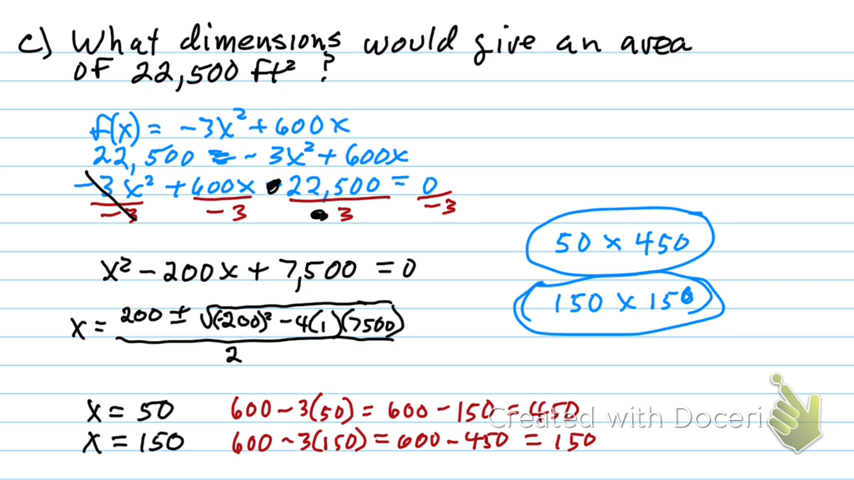 c) What dimensions would give an area
of 22,500 ft² ?
f(x) = -3x² + 600x
22,500 = -3x² + 600x
-3x² + 600x - 22,500 = 0
-3 -3 3 -3
x² - 200x + 7,500 = 0
x = 200 ± √(-200)² - 4(1)(7500)
2
50 x 450
150 x 150
x = 50 600 - 3(50) = 600 - 150 = 450
x = 150 600 - 3(150) = 600 - 450 = 150
Created with Doceri